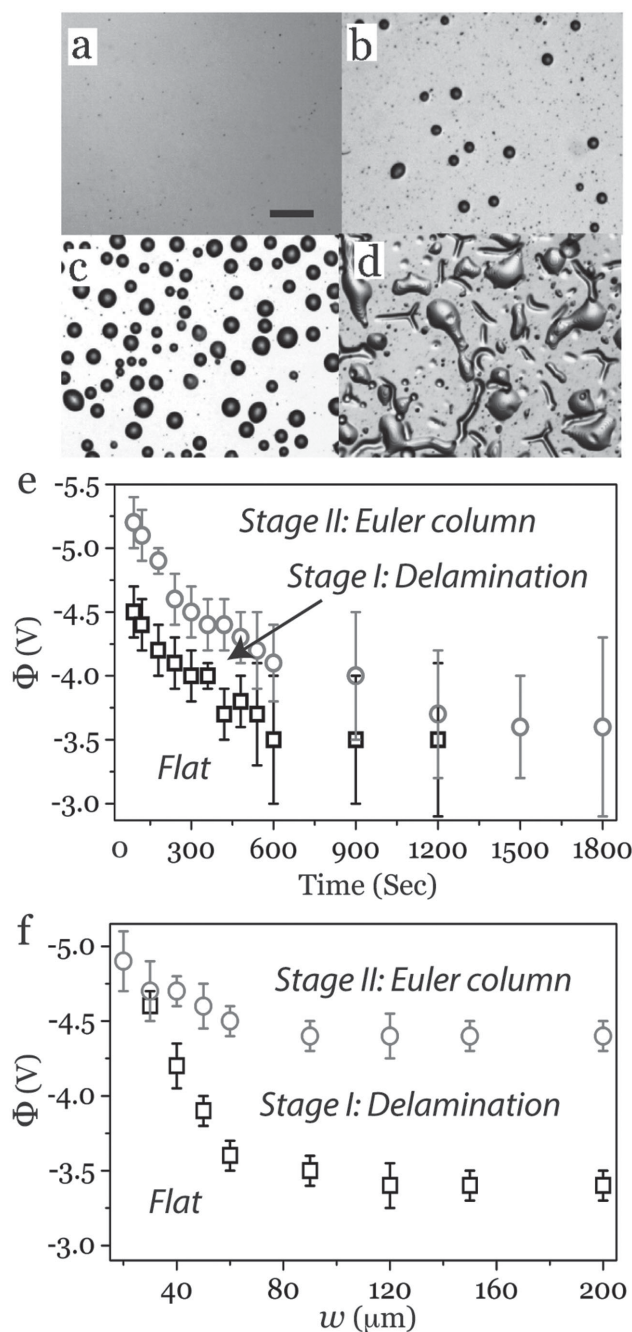 a
b
c
d
e
-5.5
-5.0
-4.5
-4.0
-3.5
-3.0
Φ (V)
Stage II: Euler column
Stage I: Delamination
Flat
0 300 600 900 1200 1500 1800
Time (Sec)
f
-5.0
-4.5
-4.0
-3.5
-3.0
Φ (V)
Stage II: Euler column
Stage I: Delamination
Flat
40 80 120 160 200
w (μm)